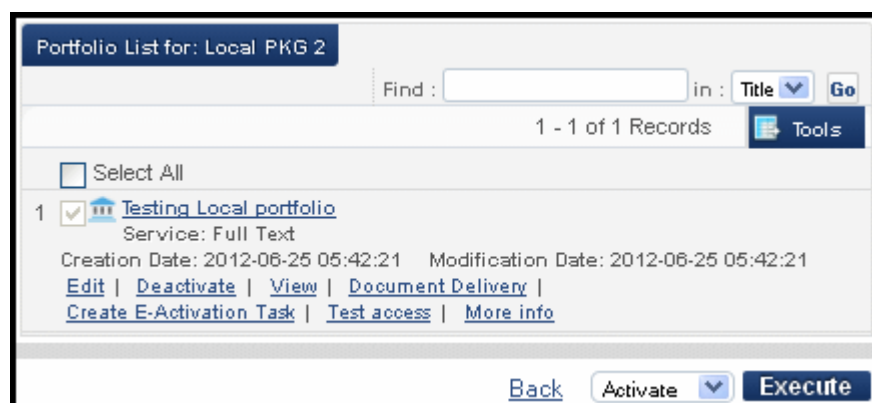 Portfolio List for: Local PKG 2
Find : in : Title Go
1 - 1 of 1 Records Tools
Select All
1 Testing Local portfolio
Service: Full Text
Creation Date: 2012-06-25 05:42:21 Modification Date: 2012-06-25 05:42:21
Edit | Deactivate | View | Document Delivery |
Create E-Activation Task | Test access | More info
Back Activate Execute